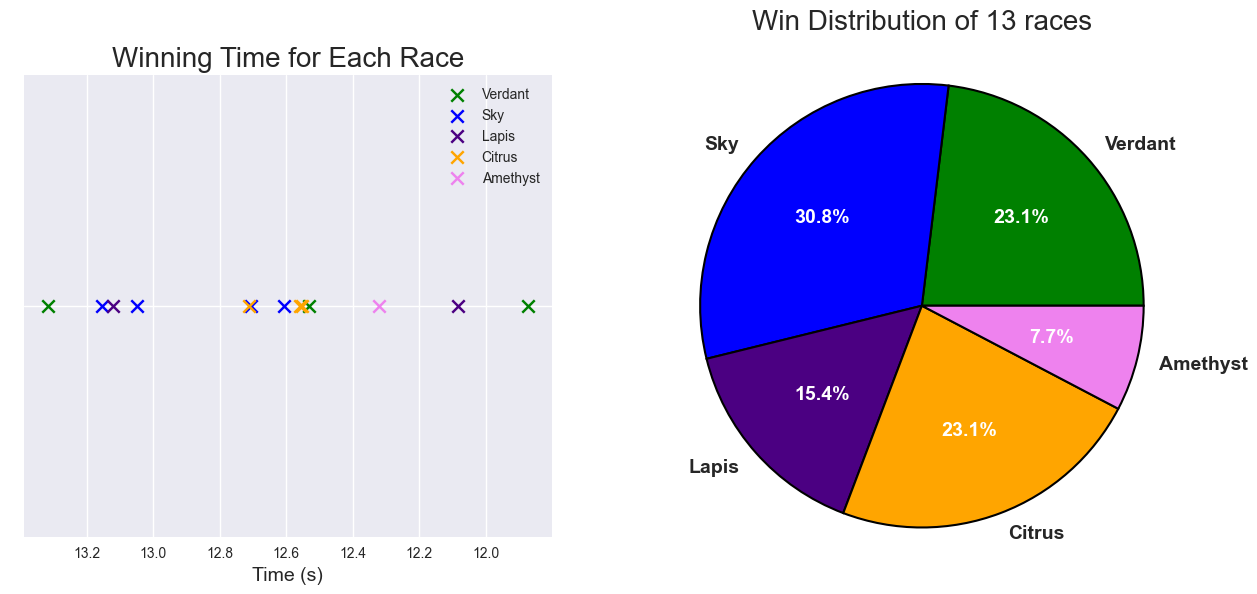 Winning Time for Each Race
Verdant
Sky
Lapis
Citrus
Amethyst
13.2 13.0 12.8 12.6 12.4 12.2 12.0
Time (s)
Win Distribution of 13 races
Sky
Verdant
30.8%
23.1%
7.7%
Amethyst
15.4%
23.1%
Lapis
Citrus